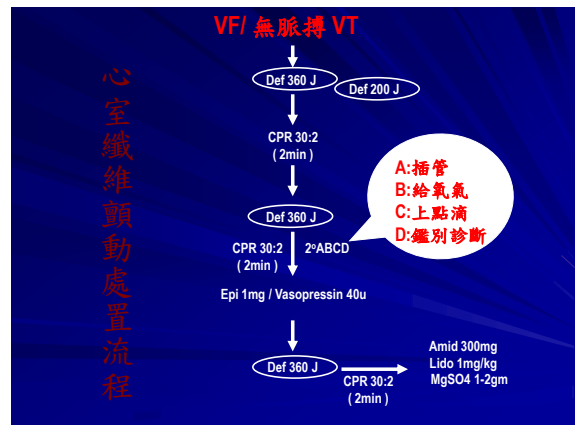 VF/ 無脈搏 VT
心室纖維顫動處置流程
Def 360 J
Def 200 J
CPR 30:2
( 2min )
A:插管
B:給氧氣
C:上點滴
D:鑑別診斷
Def 360 J
CPR 30:2
( 2min )
2⁰ABCD
Epi 1mg / Vasopressin 40u
Def 360 J
CPR 30:2
( 2min )
Amid 300mg
Lido 1mg/kg
MgSO4 1-2gm